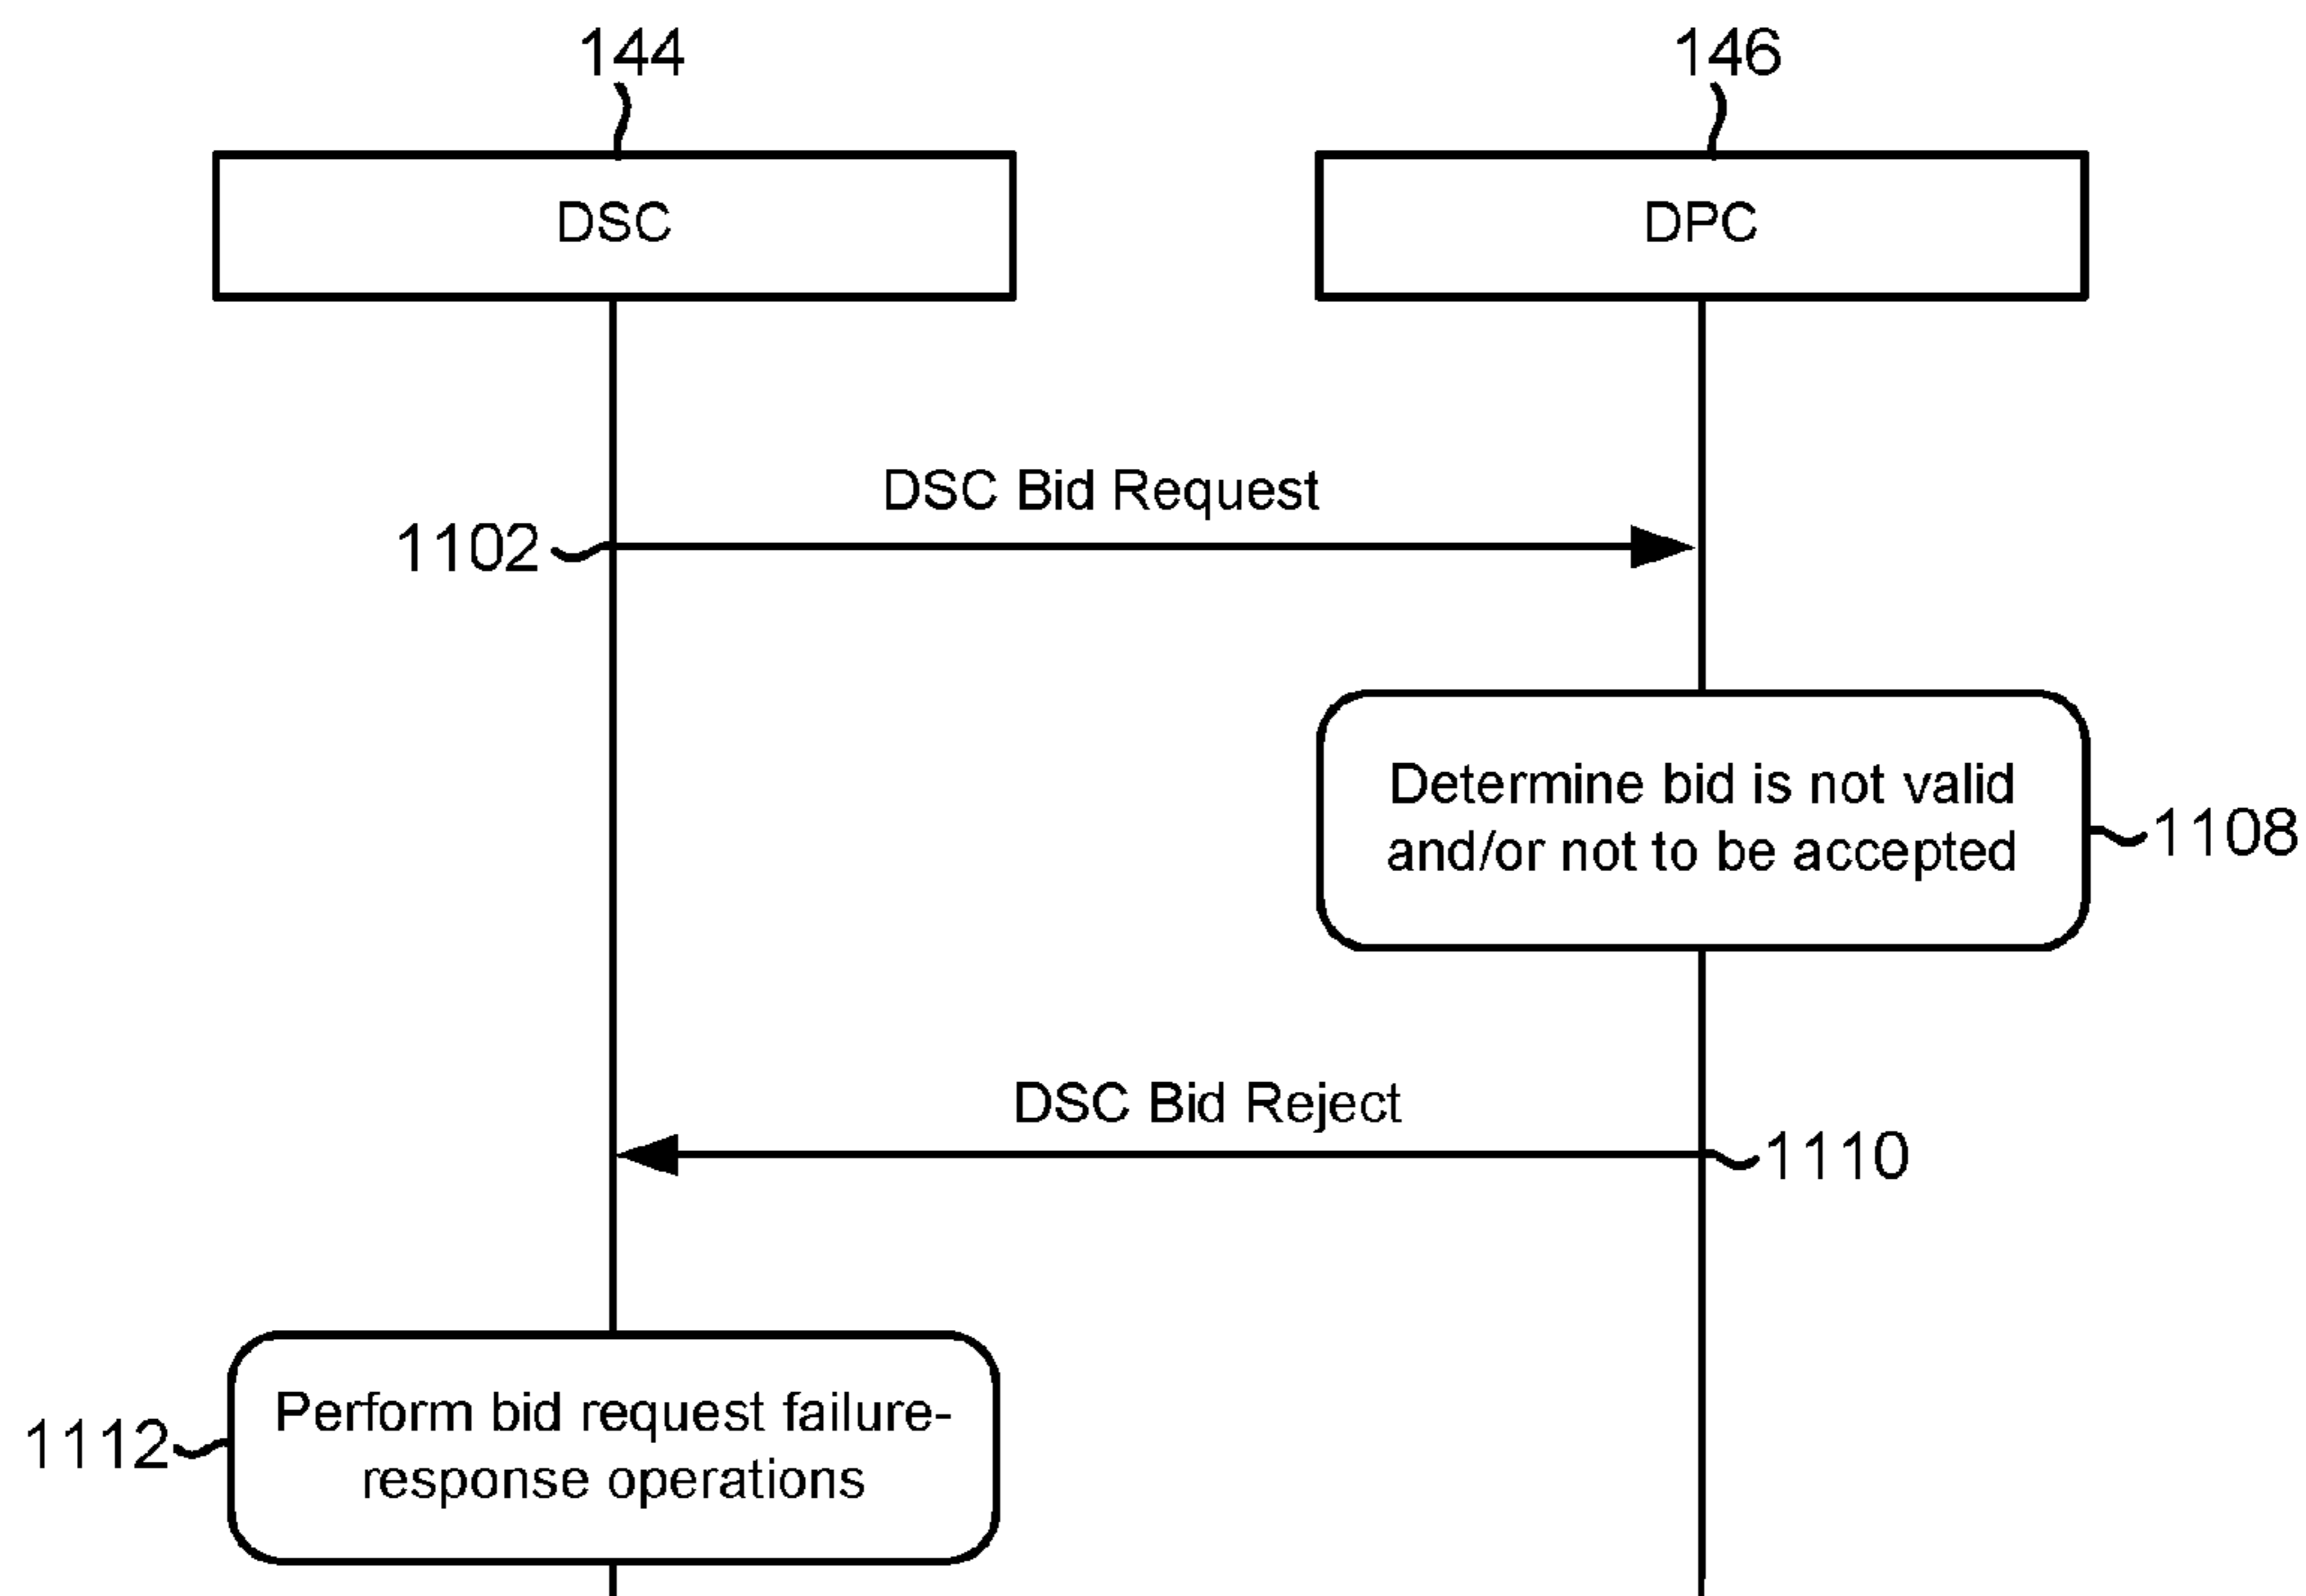 144
146
DSC
DPC
DSC Bid Request
1102
Determine bid is not valid
and/or not to be accepted
1108
DSC Bid Reject
1110
Perform bid request failure-
response operations
1112